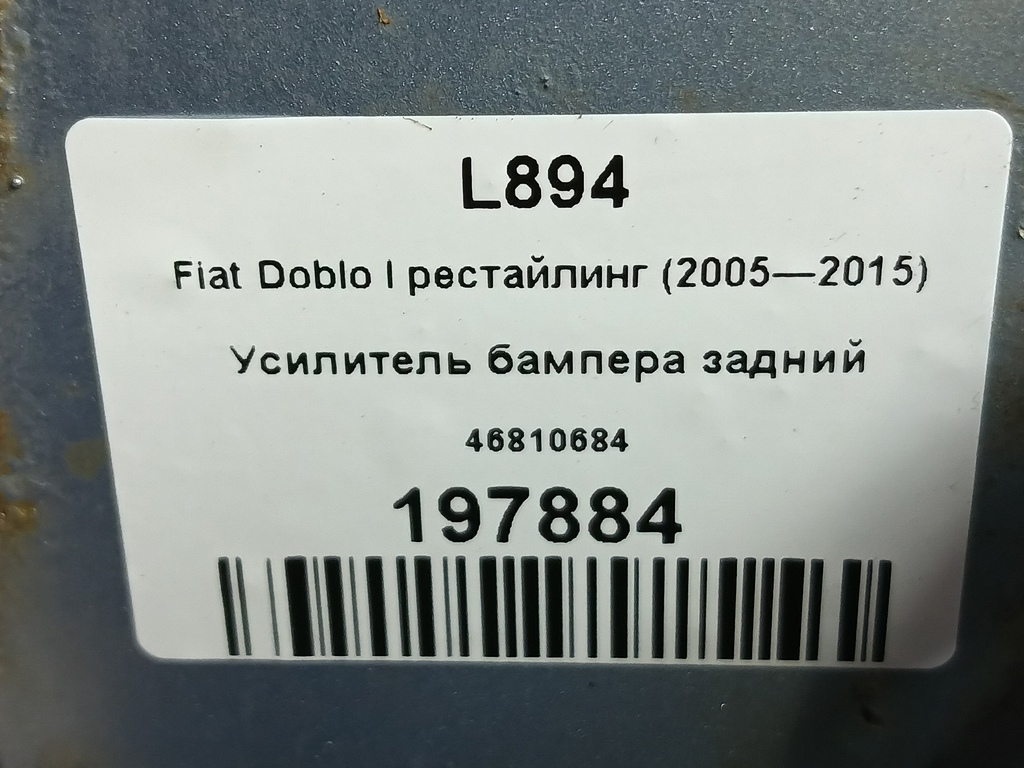 L894
Fiat Doblo I рестайлинг (2005—2015)
Усилитель бампера задний
46810684
197884